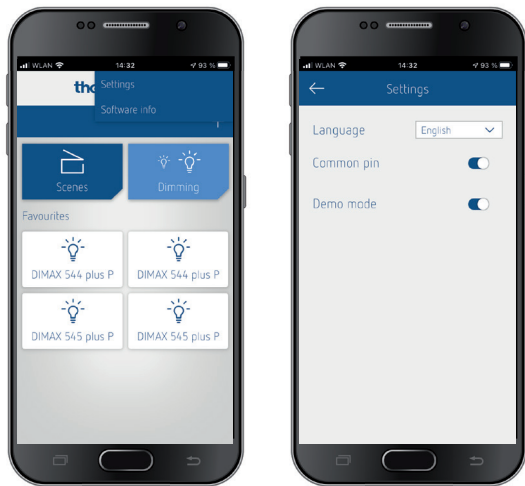 WLAN 14:32 93 %
Settings
Software info
Scenes
Dimming
Favourites
DIMAX 544 plus P
DIMAX 544 plus P
DIMAX 545 plus P
DIMAX 545 plus P
WLAN 14:32 93 %
Settings
Language English
Common pin
Demo mode